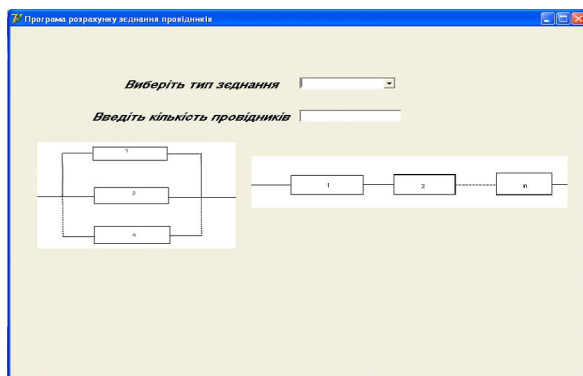 Програма розрахунку зєднання провідників
Виберіть тип зєднання
Введіть кількість провідників
1
2
n
1
2
n